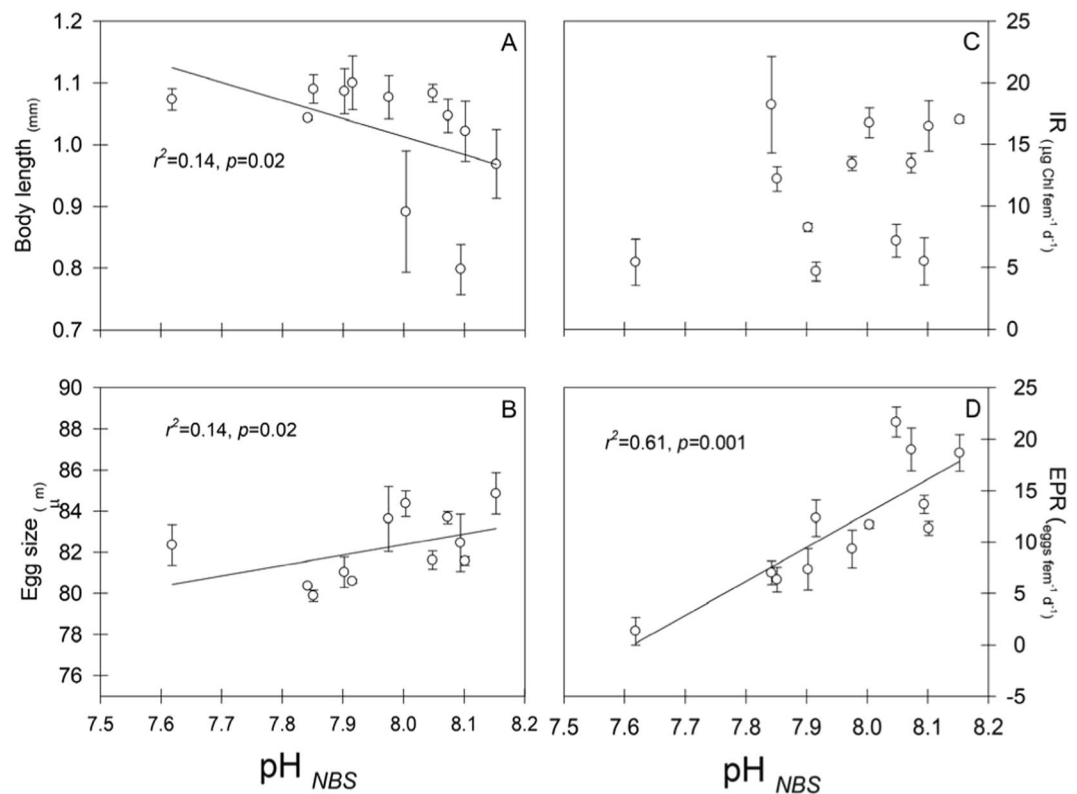 A
Body length (mm)
1.2
1.1
1.0
0.9
0.8
0.7
r²=0.14, p=0.02
C
IR (µg Chl fem⁻¹ d⁻¹)
25
20
15
10
5
0
B
Egg size (µm)
90
88
86
84
82
80
78
76
r²=0.14, p=0.02
7.5 7.6 7.7 7.8 7.9 8.0 8.1 8.2
pH NBS
D
EPR (eggs fem⁻¹ d⁻¹)
25
20
15
10
5
0
-5
r²=0.61, p=0.001
7.5 7.6 7.7 7.8 7.9 8.0 8.1 8.2
pH NBS